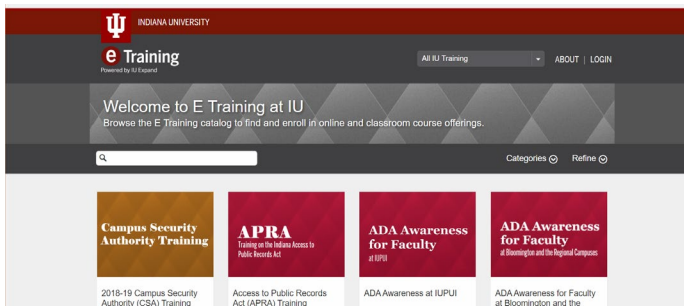 INDIANA UNIVERSITY
e Training
Powered by IU Expand
All IU Training
ABOUT | LOGIN
Welcome to E Training at IU
Browse the E Training catalog to find and enroll in online and classroom course offerings.
Categories
Refine
Campus Security
Authority Training
APRA
Training on the Indiana Access to
Public Records Act
ADA Awareness
for Faculty
at IUPUI
ADA Awareness
for Faculty
at Bloomington and the Regional Campuses
2018-19 Campus Security
Authority (CSA) Training
Access to Public Records
Act (APRA) Training
ADA Awareness at IUPUI
ADA Awareness for Faculty
at Bloomington and the